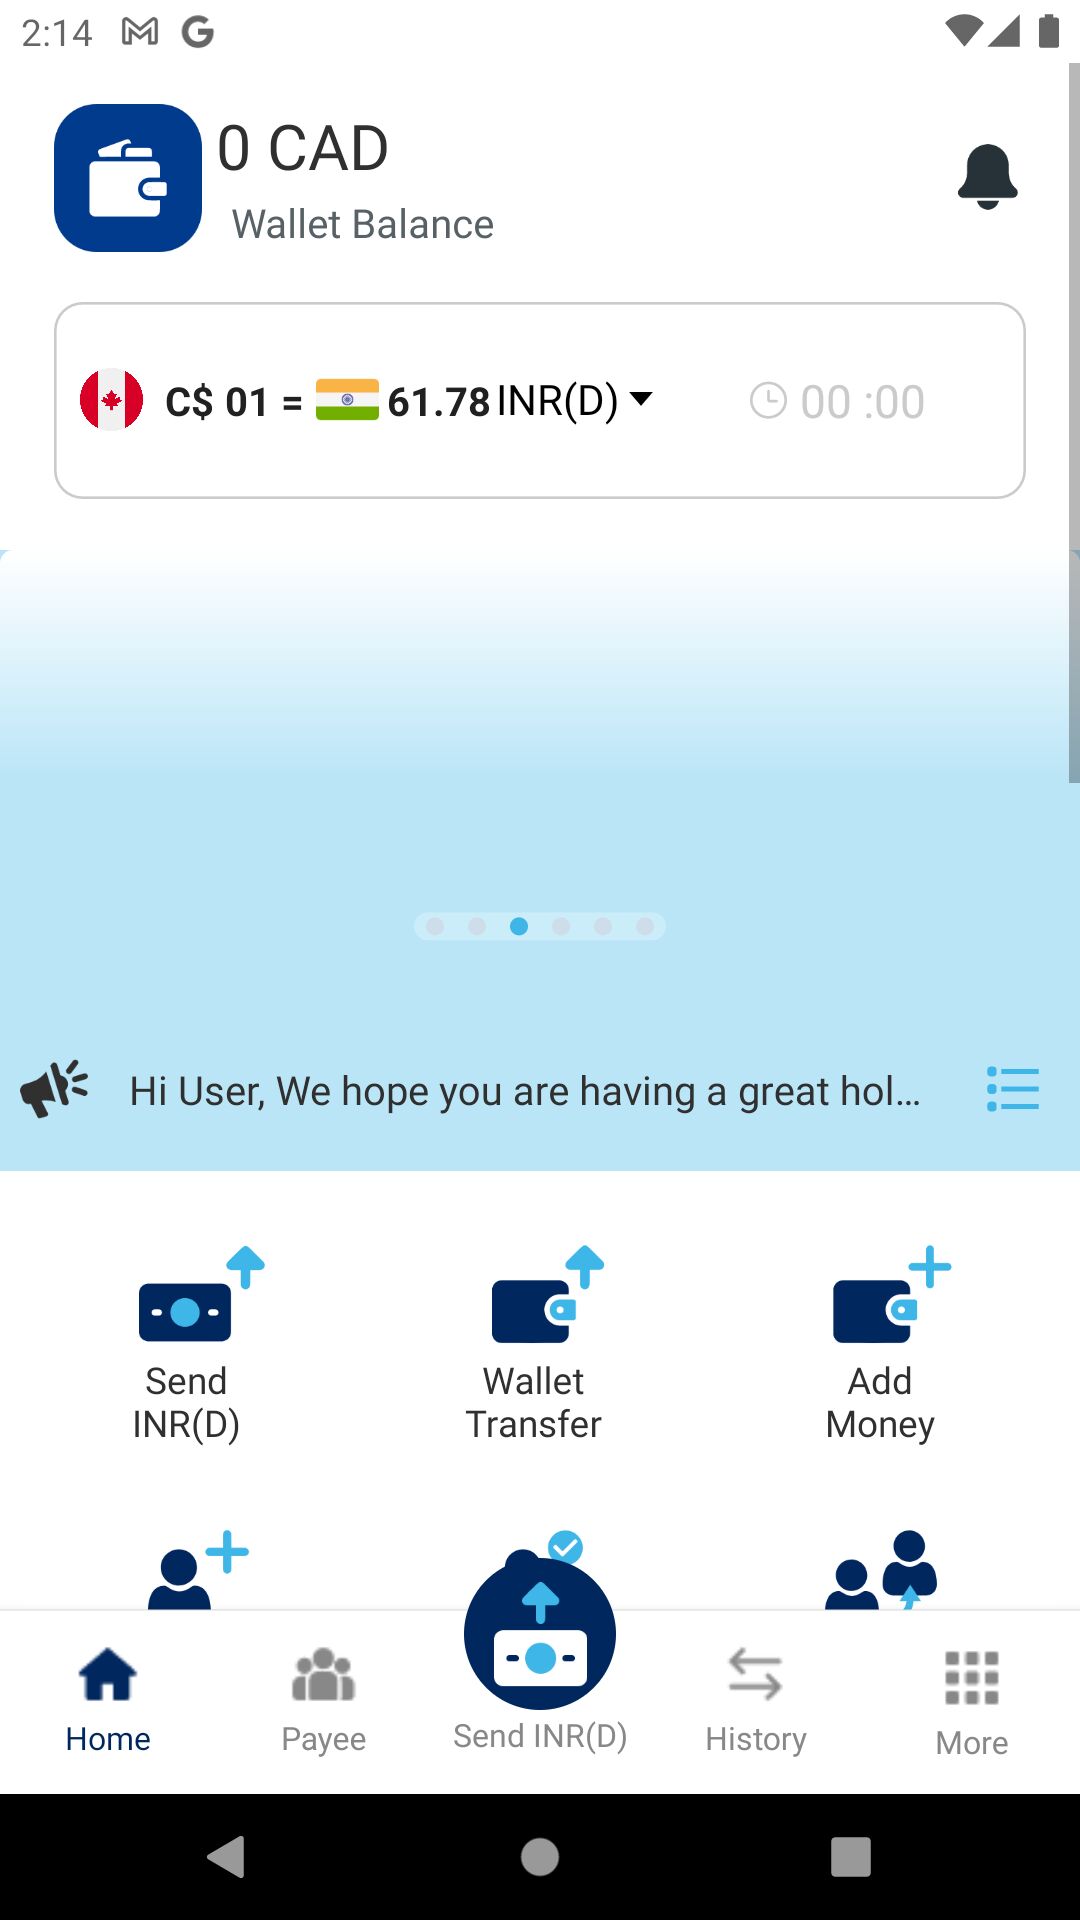 2:14
0 CAD
Wallet Balance
C$ 01 = 61.78 INR(D) 00 :00
Hi User, We hope you are having a great hol...
Send
INR(D)
Wallet
Transfer
Add
Money
Home
Payee
Send INR(D)
History
More